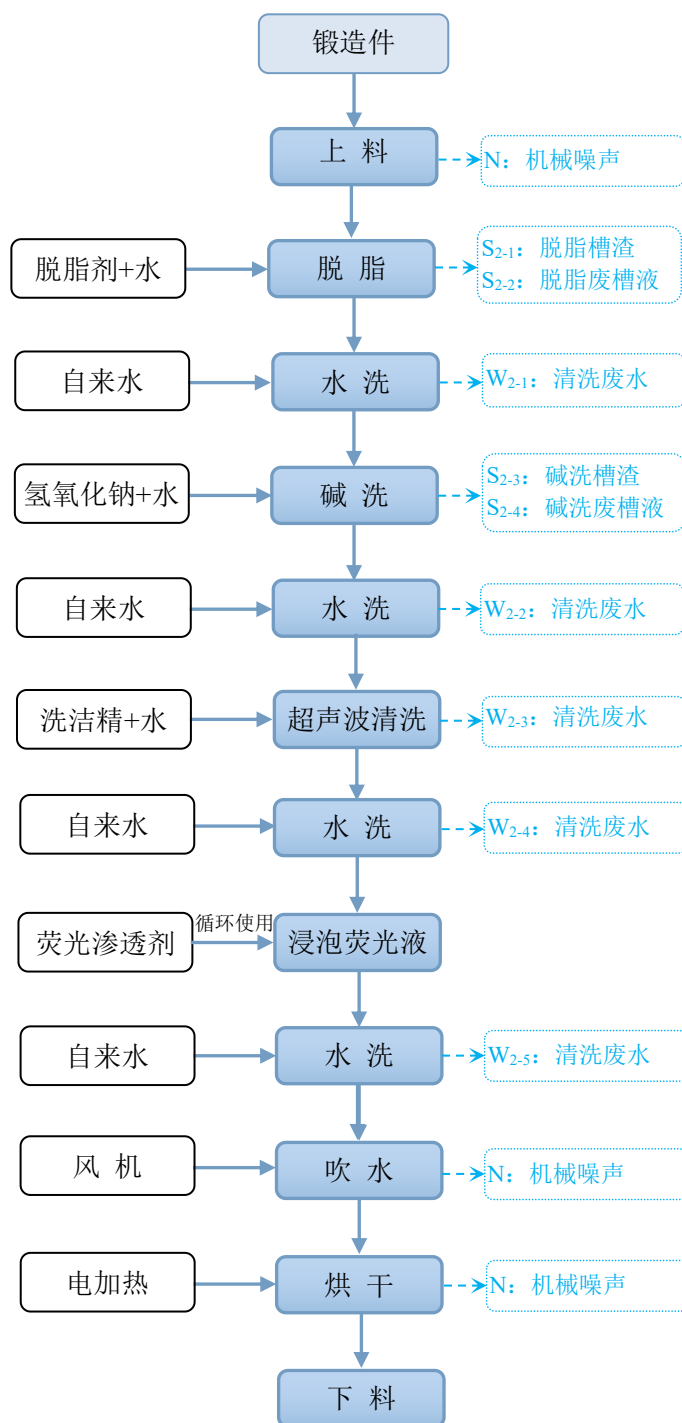 锻造件
上 料
N：机械噪声
脱脂剂+水
脱 脂
S2-1：脱脂槽渣
S2-2：脱脂废槽液
自来水
水 洗
W2-1：清洗废水
氢氧化钠+水
碱 洗
S2-3：碱洗槽渣
S2-4：碱洗废槽液
自来水
水 洗
W2-2：清洗废水
洗洁精+水
超声波清洗
W2-3：清洗废水
自来水
水 洗
W2-4：清洗废水
荧光渗透剂
循环使用
浸泡荧光液
自来水
水 洗
W2-5：清洗废水
风 机
吹 水
N：机械噪声
电加热
烘 干
N：机械噪声
下 料